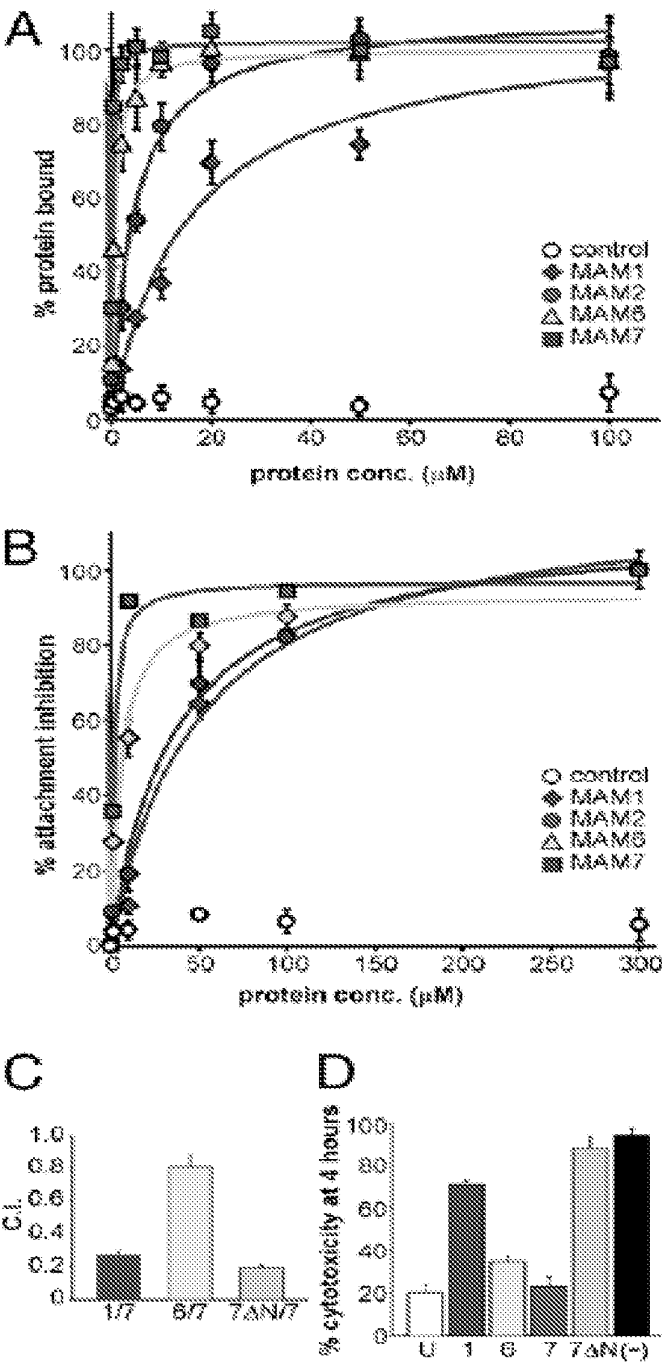 A
% protein bound
100
80
60
40
20
0
0 20 40 60 80 100
protein conc. (µM)
control
MAM1
MAM2
MAM6
MAM7
B
% attachment inhibition
100
80
60
40
20
0
0 50 100 150 200 250 300
protein conc. (µM)
control
MAM1
MAM2
MAM6
MAM7
C
C.I.
1.0
0.8
0.6
0.4
0.2
0
1/7 6/7 7ΔN/7
D
% cytotoxicity at 4 hours
100
80
60
40
20
0
U 1 6 7 7ΔN (-)